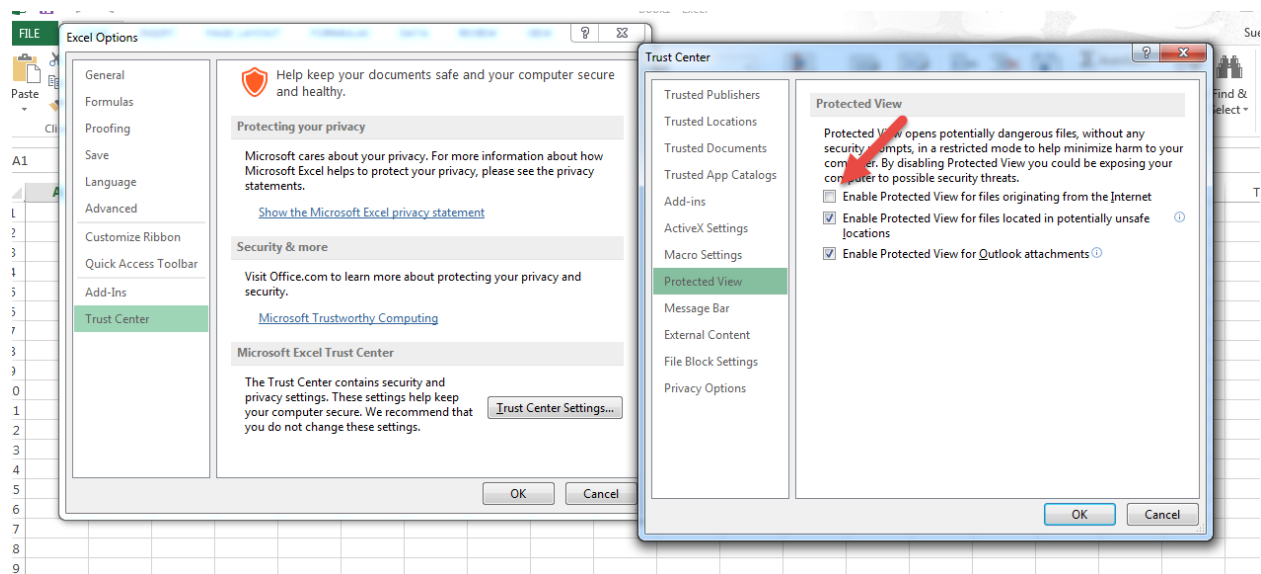 FILE
Sue
Paste
Find &
Select
A1
A
T
Excel Options
General
Formulas
Proofing
Save
Language
Advanced
Customize Ribbon
Quick Access Toolbar
Add-Ins
Trust Center
Help keep your documents safe and your computer secure
and healthy.
Protecting your privacy
Microsoft cares about your privacy. For more information about how
Microsoft Excel helps to protect your privacy, please see the privacy
statements.
Show the Microsoft Excel privacy statement
Security & more
Visit Office.com to learn more about protecting your privacy and
security.
Microsoft Trustworthy Computing
Microsoft Excel Trust Center
The Trust Center contains security and
privacy settings. These settings help keep
your computer secure. We recommend that
you do not change these settings.
Trust Center Settings...
OK Cancel
Trust Center
Trusted Publishers
Trusted Locations
Trusted Documents
Trusted App Catalogs
Add-ins
ActiveX Settings
Macro Settings
Protected View
Message Bar
External Content
File Block Settings
Privacy Options
Protected View
Protected View opens potentially dangerous files, without any
security prompts, in a restricted mode to help minimize harm to your
computer. By disabling Protected View you could be exposing your
computer to possible security threats.
Enable Protected View for files originating from the Internet
Enable Protected View for files located in potentially unsafe
locations
Enable Protected View for Outlook attachments
OK Cancel